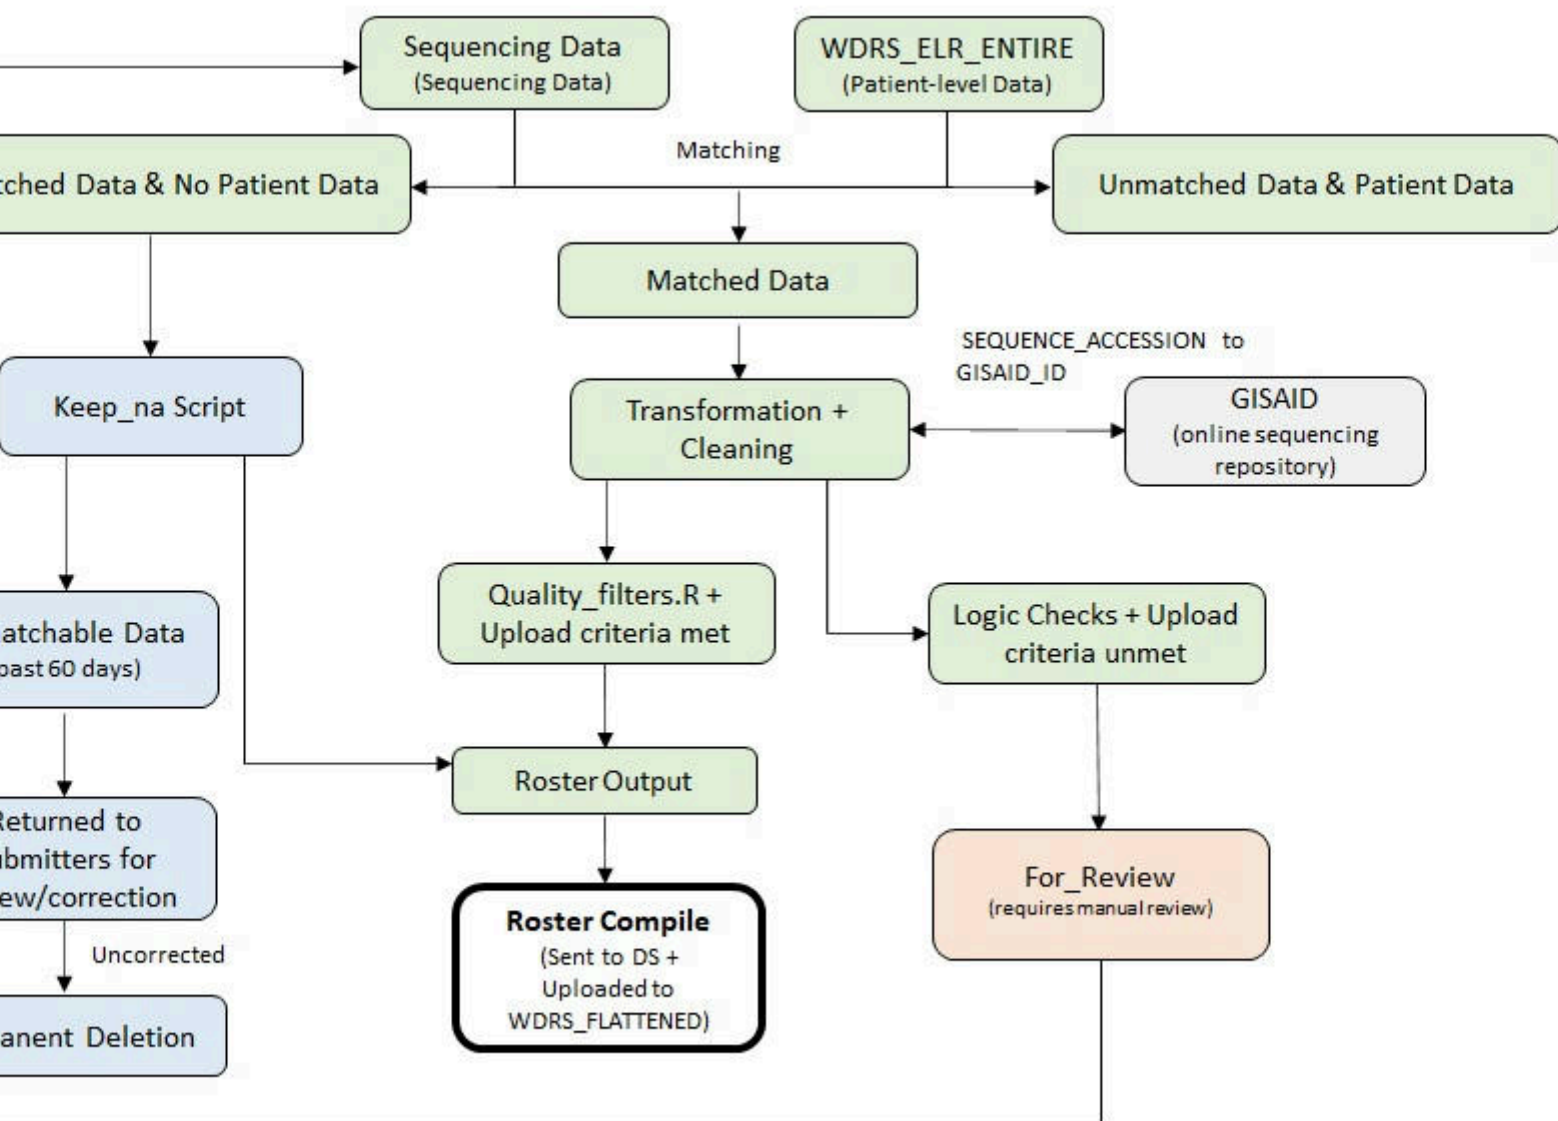 Sequencing Data
(Sequencing Data)
WDRS_ELR_ENTIRE
(Patient-level Data)
Matching
tched Data & No Patient Data
Unmatched Data & Patient Data
Matched Data
SEQUENCE_ACCESSION to
GISAID_ID
Keep_na Script
Transformation +
Cleaning
GISAID
(online sequencing
repository)
Quality_filters.R +
Upload criteria met
Logic Checks + Upload
criteria unmet
atchable Data
past 60 days)
Roster Output
Returned to
ubmitters for
ew/correction
For_Review
(requires manual review)
Roster Compile
(Sent to DS +
Uploaded to
WDRS_FLATTENED)
Uncorrected
anent Deletion